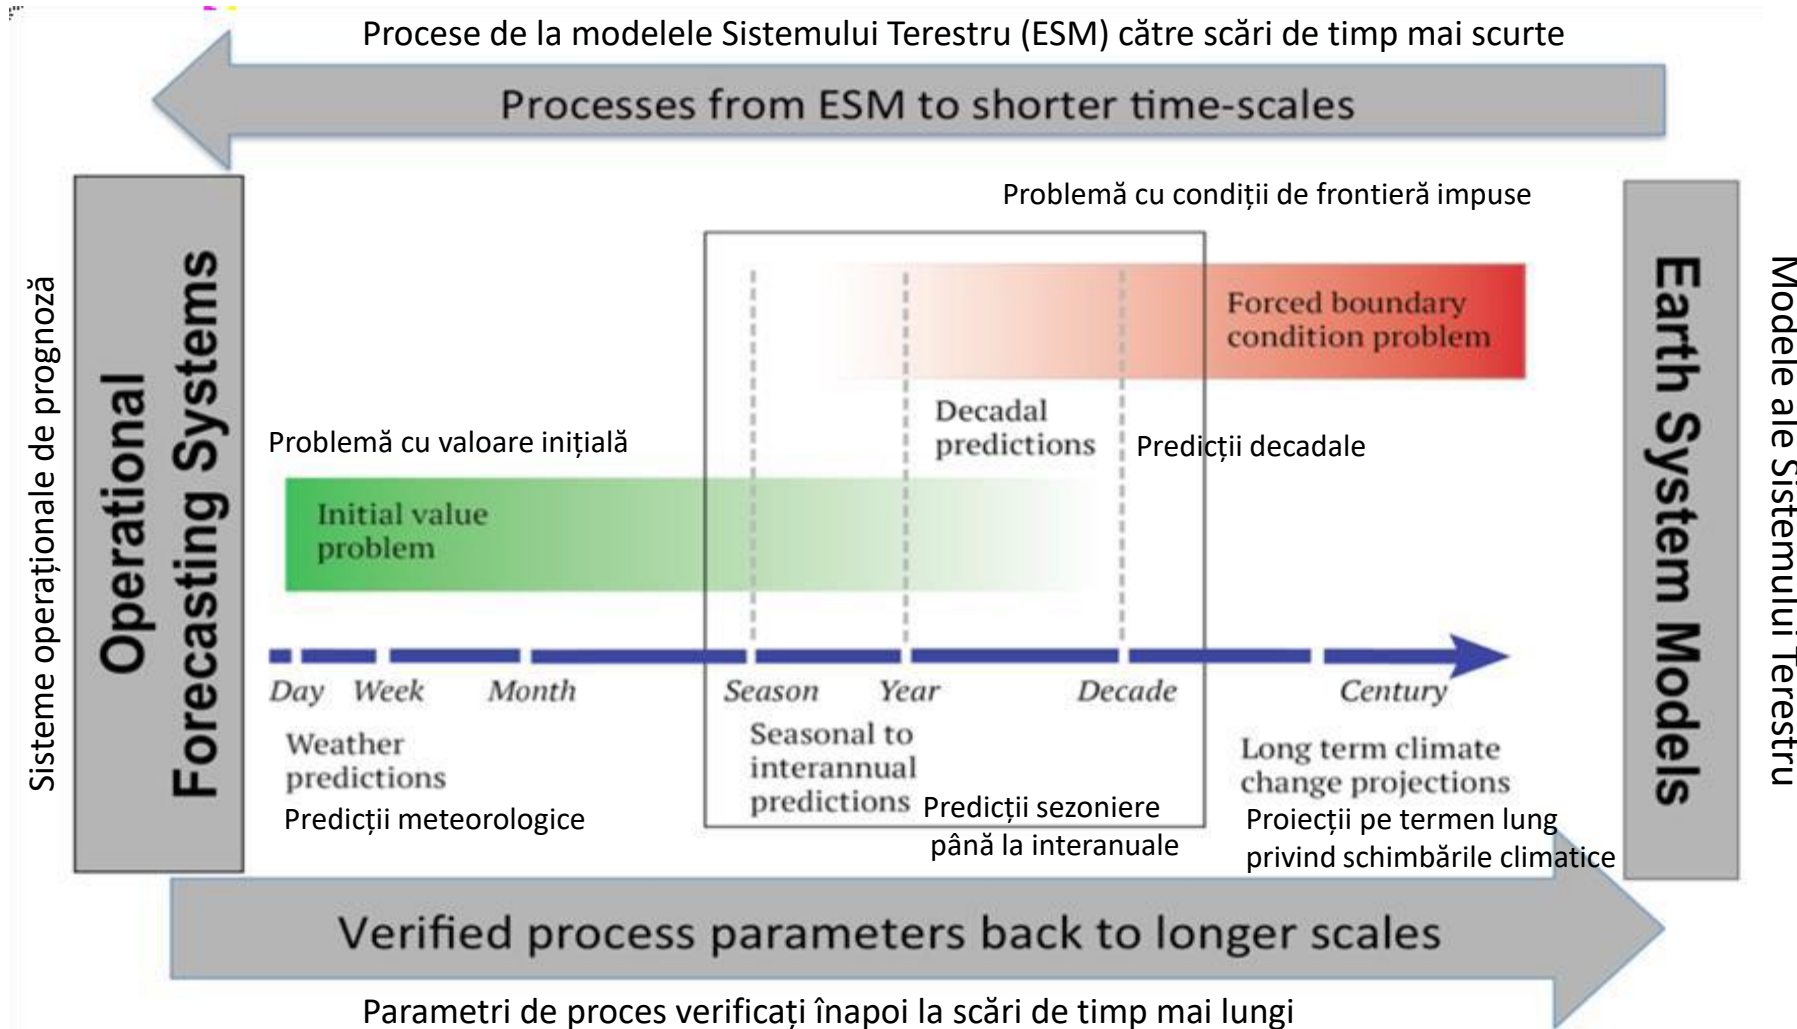 Procese de la modelele Sistemului Terestru (ESM) către scări de timp mai scurte
Processes from ESM to shorter time-scales
Sisteme operaționale de prognoză
Operational
Forecasting Systems
Problemă cu condiții de frontieră impuse
Forced boundary
condition problem
Decadal
predictions
Predicții decadale
Problemă cu valoare inițială
Initial value
problem
Day Week Month Season Year Decade Century
Weather
predictions
Predicții meteorologice
Seasonal to
interannual
predictions
Predicții sezoniere
până la interanuale
Long term climate
change projections
Proiecții pe termen lung
privind schimbările climatice
Earth System Models
Modele ale Sistemului Terestru
Verified process parameters back to longer scales
Parametri de proces verificați înapoi la scări de timp mai lungi